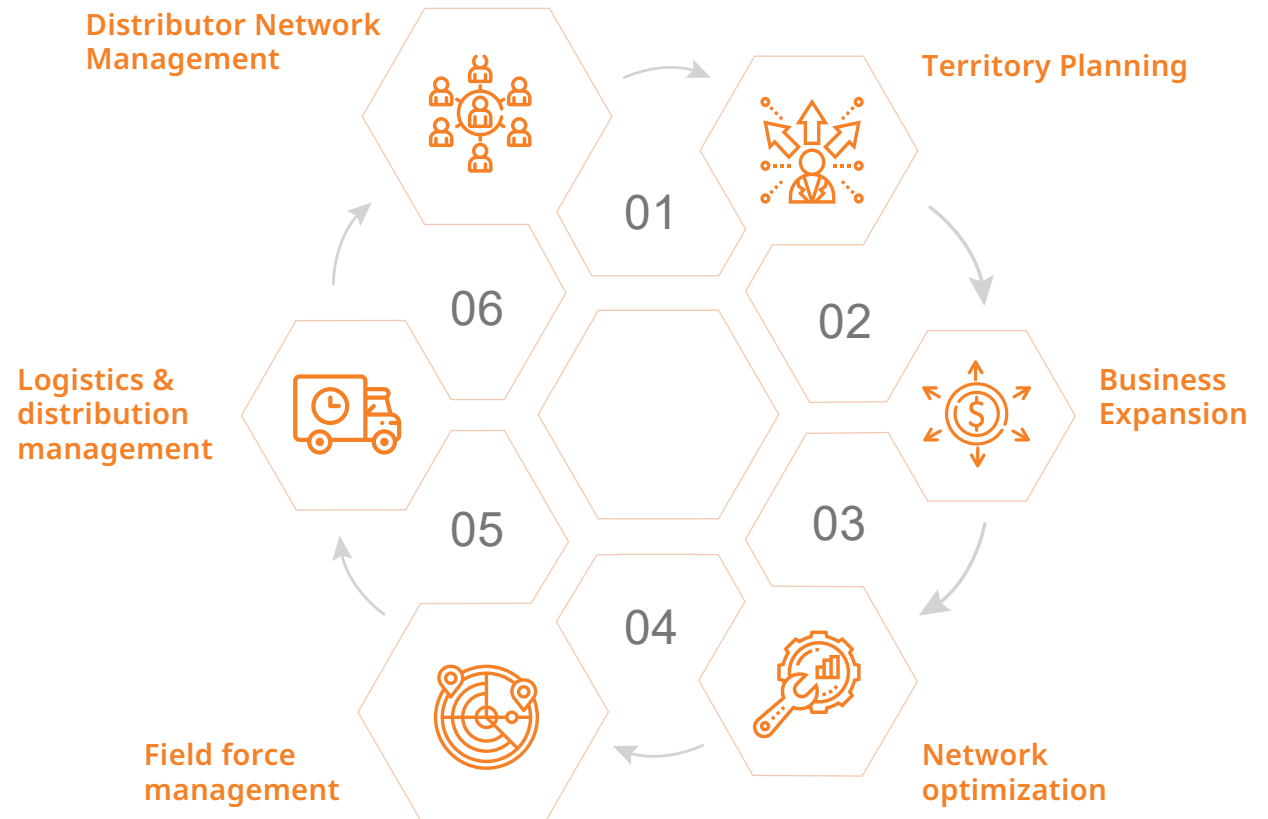 Distributor Network
Management
Territory Planning
01
06
02
Logistics &
distribution
management
Business
Expansion
05
03
04
Field force
management
Network
optimization
$